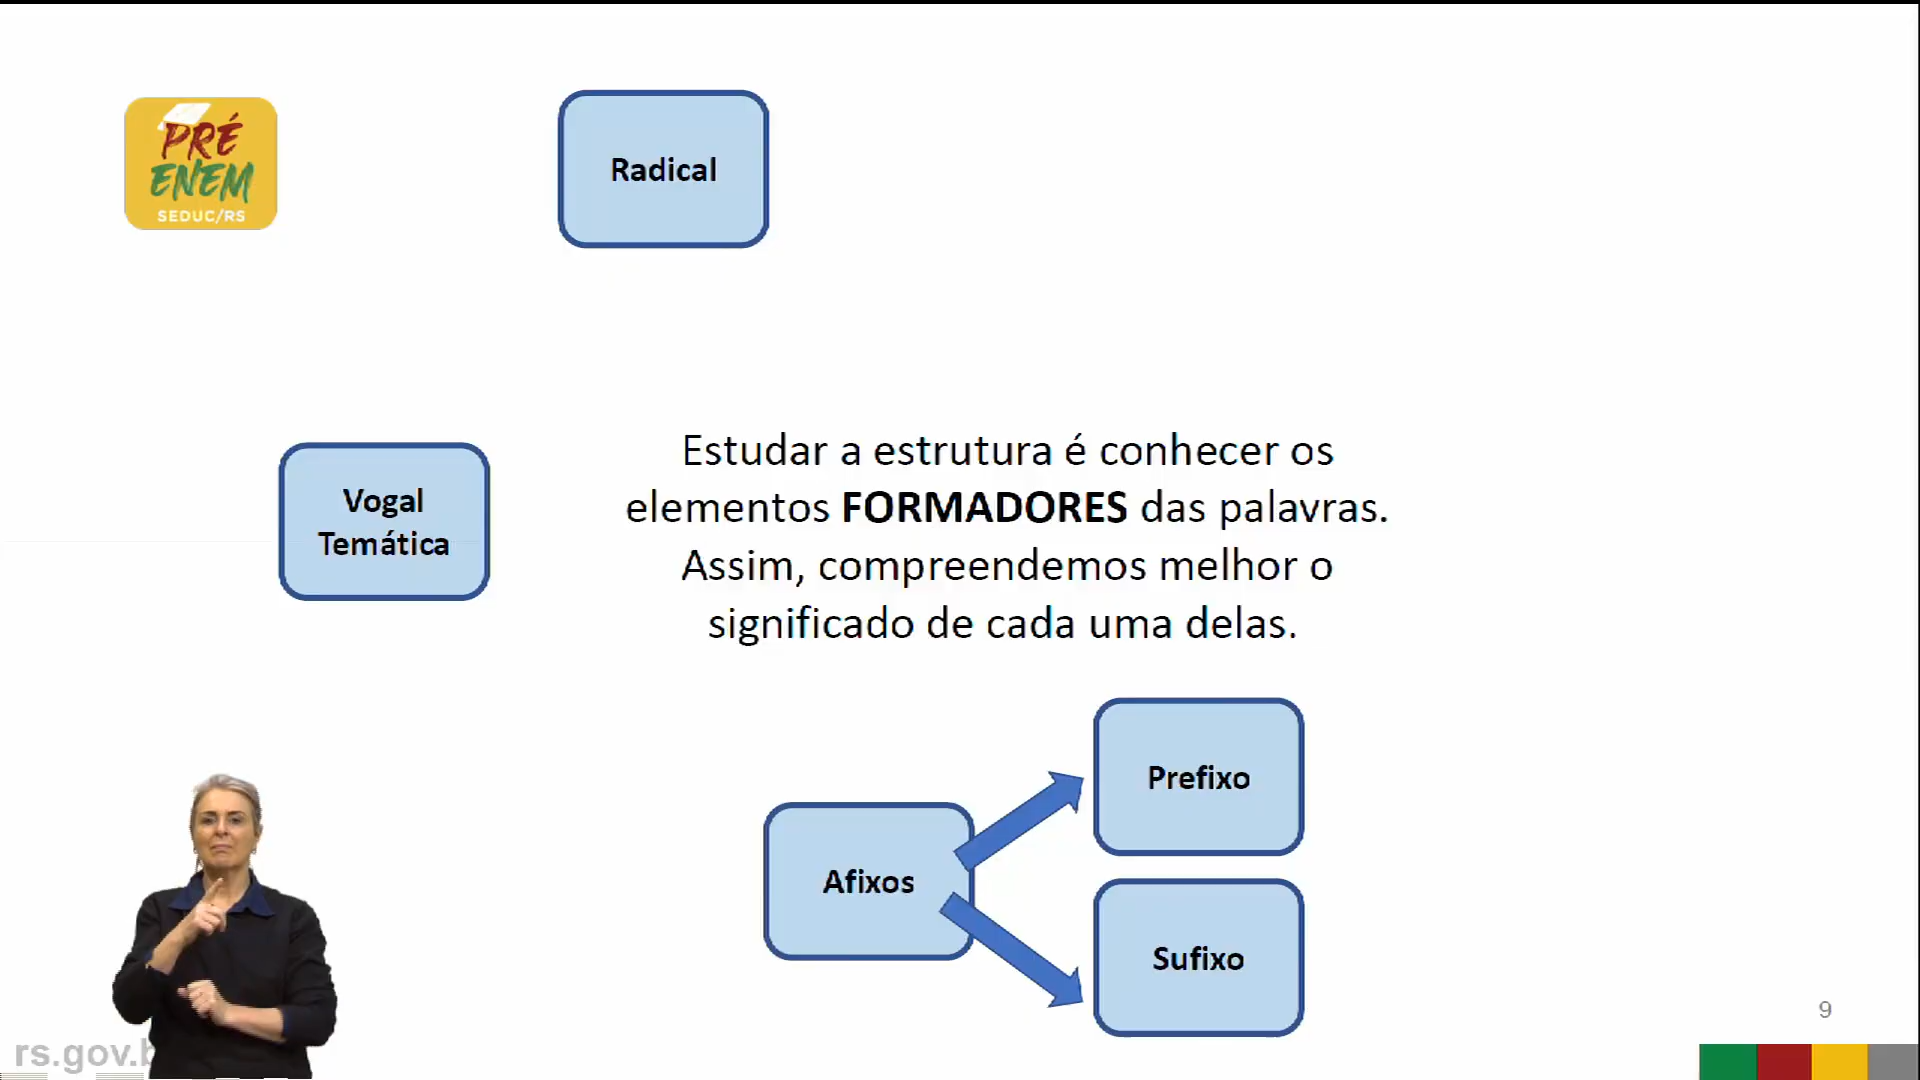 PRÉ
ENEM
SEDUC/RS
Radical
Vogal
Temática
Estudar a estrutura é conhecer os
elementos FORMADORES das palavras.
Assim, compreendemos melhor o
significado de cada uma delas.
Prefixo
Afixos
Sufixo
9
rs.gov.b